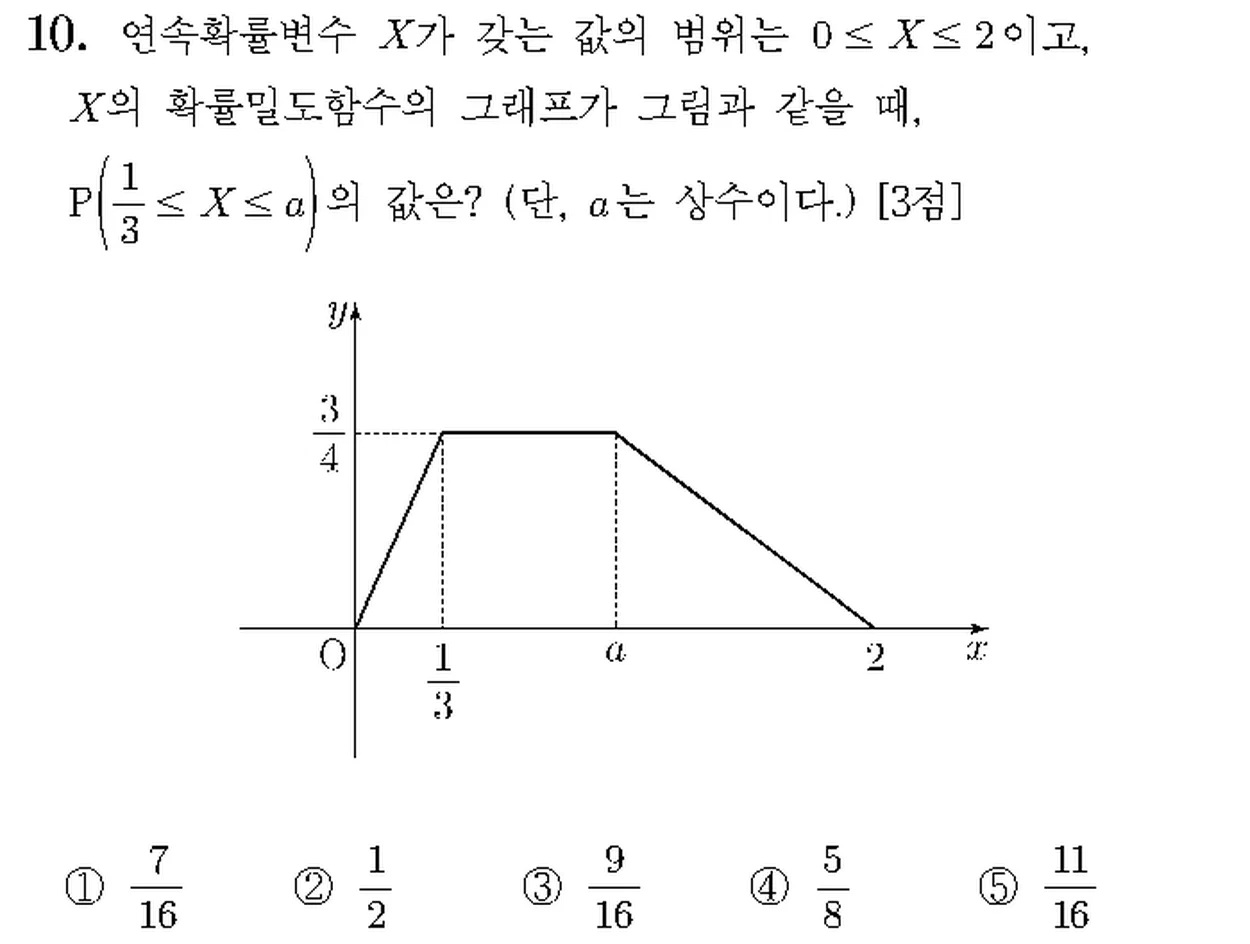 10. 연속확률변수 X가 갖는 값의 범위는 0 ≤ X ≤ 2이고,
X의 확률밀도함수의 그래프가 그림과 같을 때,
P(1/3 ≤ X ≤ a)의 값은? (단, a는 상수이다.) [3점]
y
3/4
O 1/3 a 2 x
① 7/16 ② 1/2 ③ 9/16 ④ 5/8 ⑤ 11/16